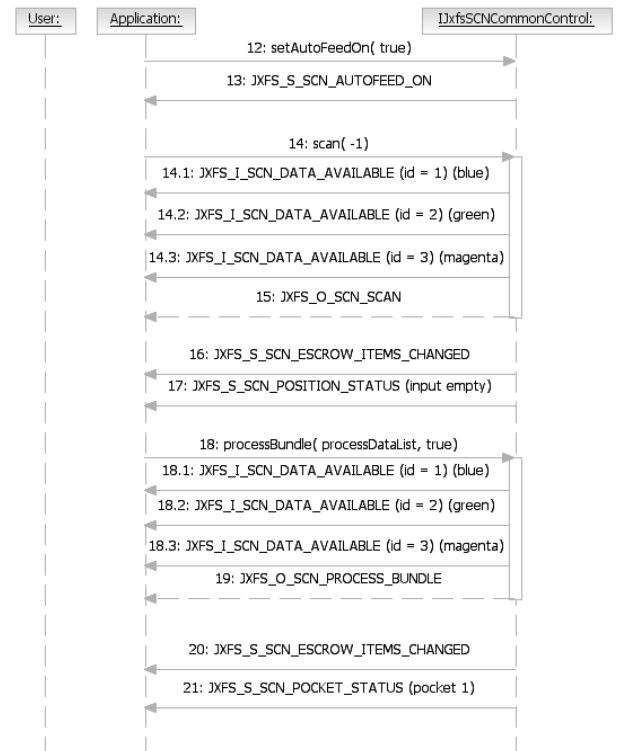 User: Application: IJxfsSCNCommonControl:
12: setAutoFeedOn( true)
13: JXFS_S_SCN_AUTOFEED_ON
14: scan( -1)
14.1: JXFS_I_SCN_DATA_AVAILABLE (id = 1) (blue)
14.2: JXFS_I_SCN_DATA_AVAILABLE (id = 2) (green)
14.3: JXFS_I_SCN_DATA_AVAILABLE (id = 3) (magenta)
15: JXFS_O_SCN_SCAN
16: JXFS_S_SCN_ESCROW_ITEMS_CHANGED
17: JXFS_S_SCN_POSITION_STATUS (input empty)
18: processBundle( processDataList, true)
18.1: JXFS_I_SCN_DATA_AVAILABLE (id = 1) (blue)
18.2: JXFS_I_SCN_DATA_AVAILABLE (id = 2) (green)
18.3: JXFS_I_SCN_DATA_AVAILABLE (id = 3) (magenta)
19: JXFS_O_SCN_PROCESS_BUNDLE
20: JXFS_S_SCN_ESCROW_ITEMS_CHANGED
21: JXFS_S_SCN_POCKET_STATUS (pocket 1)